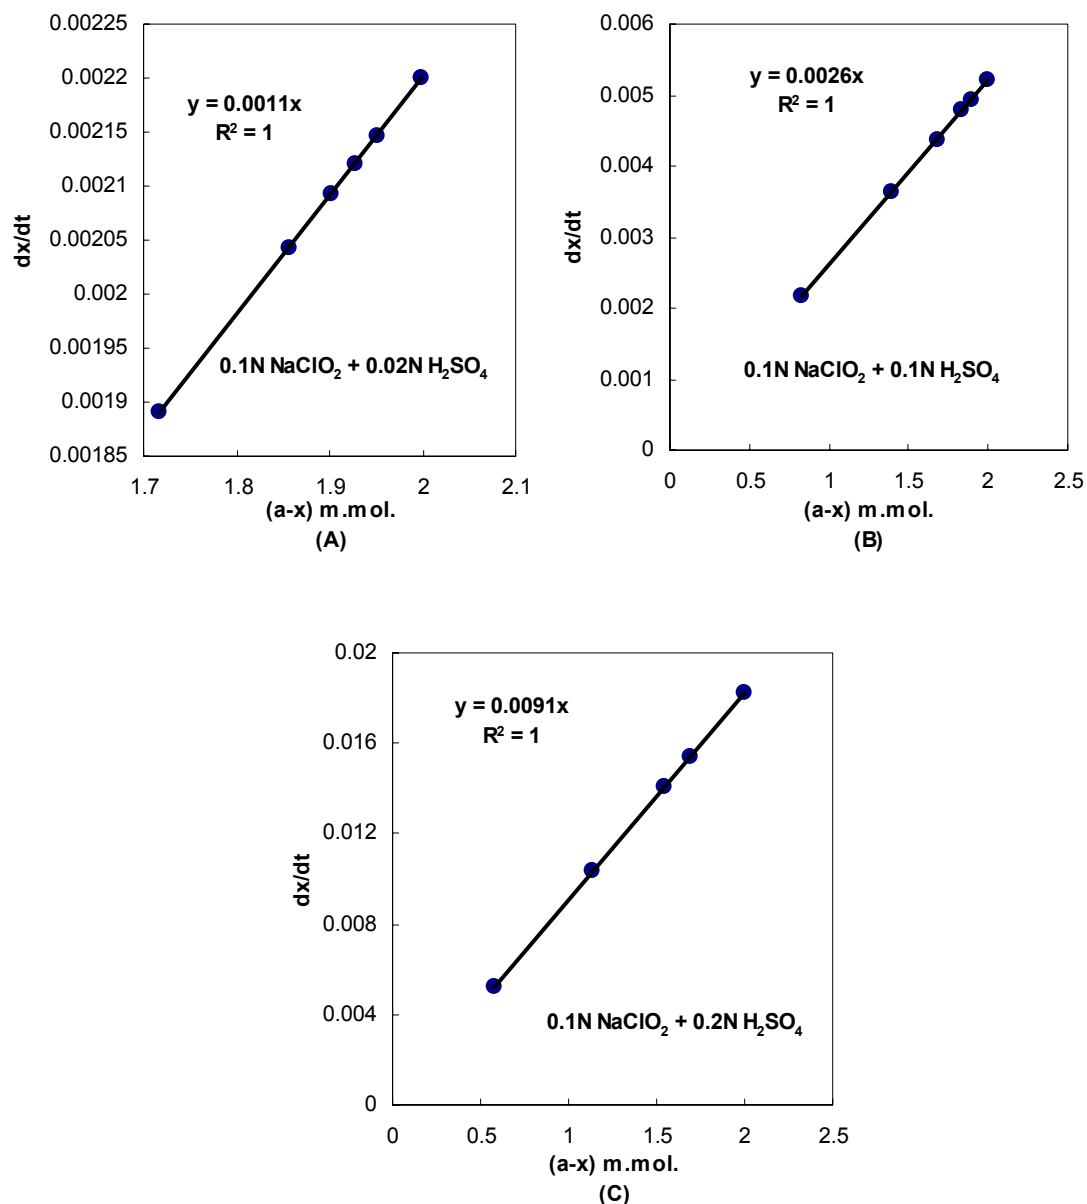 0.00225
0.0022
0.00215
0.0021
0.00205
0.002
0.00195
0.0019
0.00185
dx/dt
y = 0.0011x
R² = 1
0.1N NaClO₂ + 0.02N H₂SO₄
1.7 1.8 1.9 2 2.1
(a-x) m.mol.
(A)
0.006
0.005
0.004
0.003
0.002
0.001
0
dx/dt
y = 0.0026x
R² = 1
0.1N NaClO₂ + 0.1N H₂SO₄
0 0.5 1 1.5 2 2.5
(a-x) m.mol.
(B)
0.02
0.016
0.012
0.008
0.004
0
dx/dt
y = 0.0091x
R² = 1
0.1N NaClO₂ + 0.2N H₂SO₄
0 0.5 1 1.5 2 2.5
(a-x) m.mol.
(C)